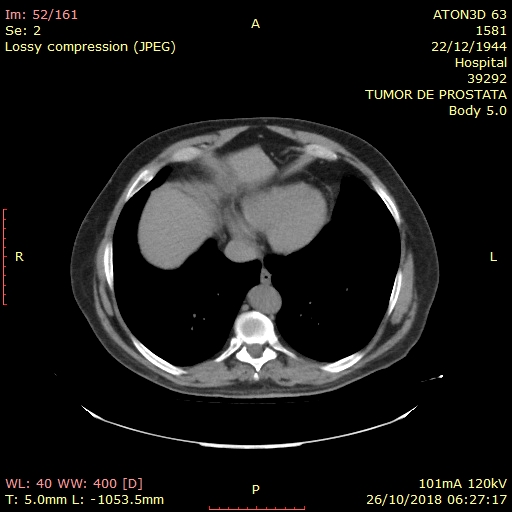 Im: 52/161
Se: 2
Lossy compression (JPEG)
A
ATON3D 63
1581
22/12/1944
Hospital
39292
TUMOR DE PROSTATA
Body 5.0
R
L
WL: 40 WW: 400 [D]
T: 5.0mm L: -1053.5mm
P
101mA 120kV
26/10/2018 06:27:17